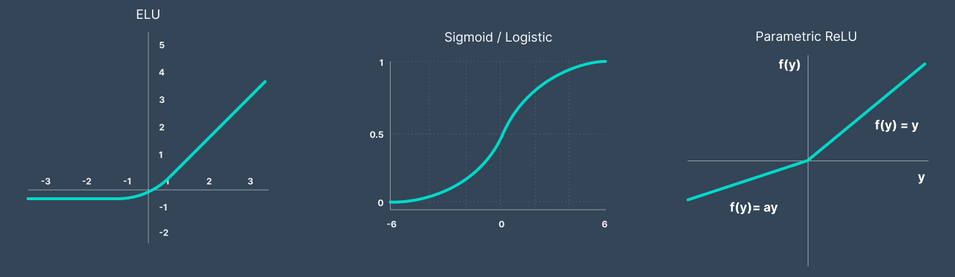 ELU
5
4
3
2
1
-3 -2 -1 1 2 3
-1
-2
Sigmoid / Logistic
1
0.5
0
-6 0 6
Parametric ReLU
f(y)
f(y) = y
y
f(y)= ay